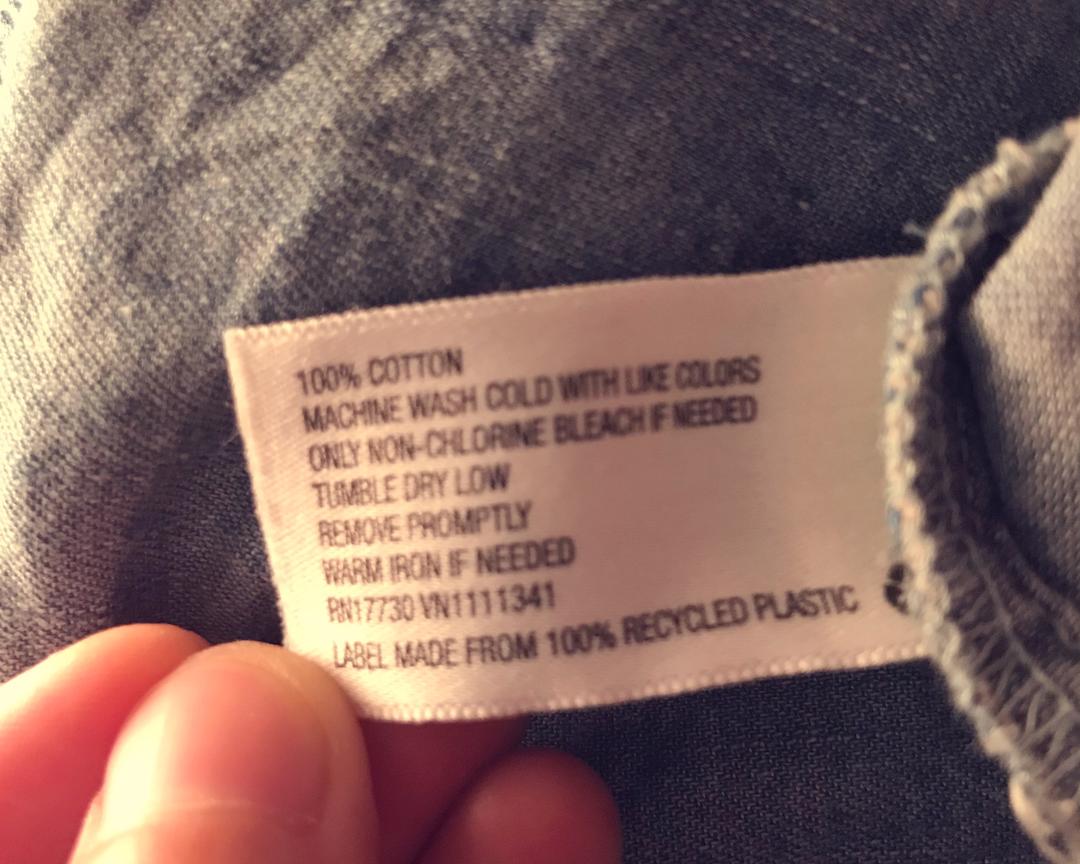 100% COTTON
MACHINE WASH COLD WITH LIKE COLORS
ONLY NON-CHLORINE BLEACH IF NEEDED
TUMBLE DRY LOW
REMOVE PROMPTLY
WARM IRON IF NEEDED
RN17730 VN1111341
LABEL MADE FROM 100% RECYCLED PLASTIC